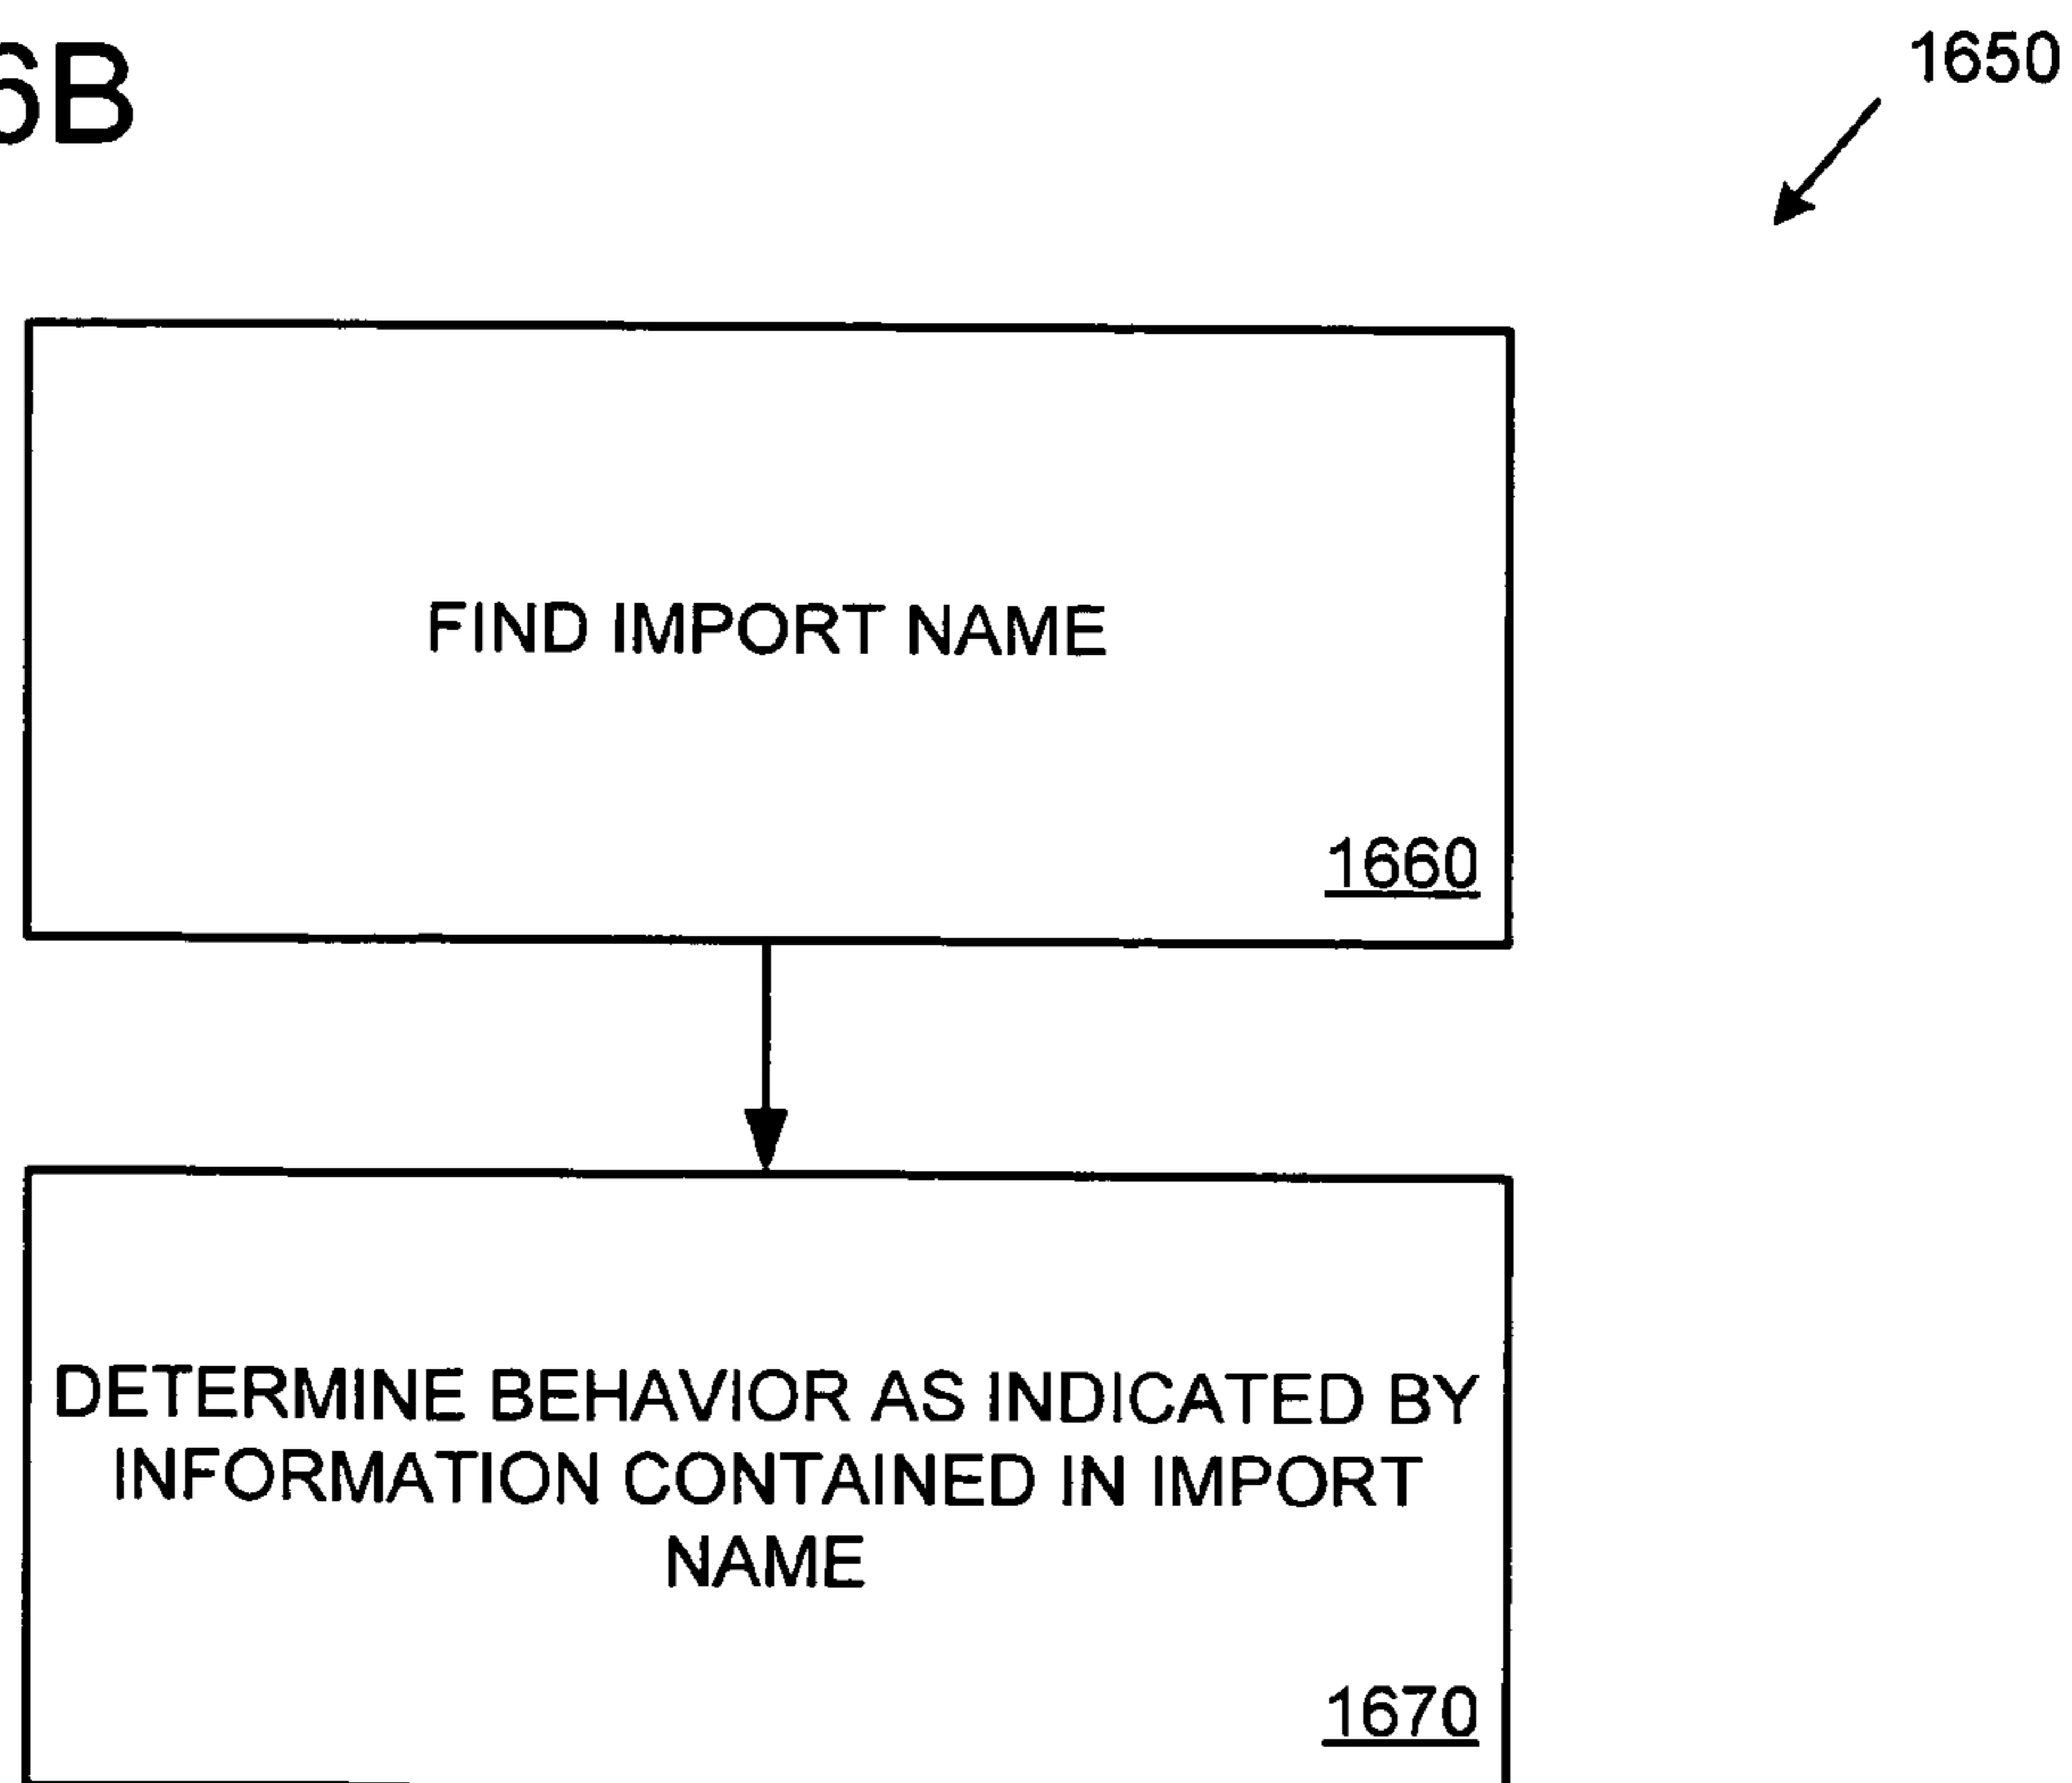 6B
1650
FIND IMPORT NAME
1660
DETERMINE BEHAVIOR AS INDICATED BY
INFORMATION CONTAINED IN IMPORT
NAME
1670